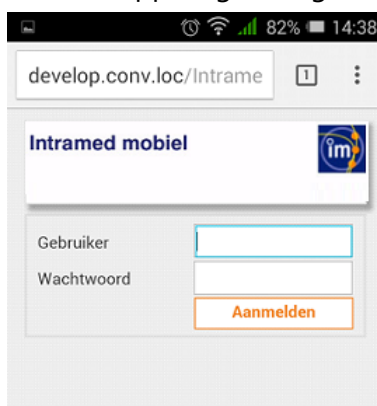 82% 14:38
develop.conv.loc/Intrame 1
Intramed mobiel
im
Gebruiker
Wachtwoord
Aanmelden